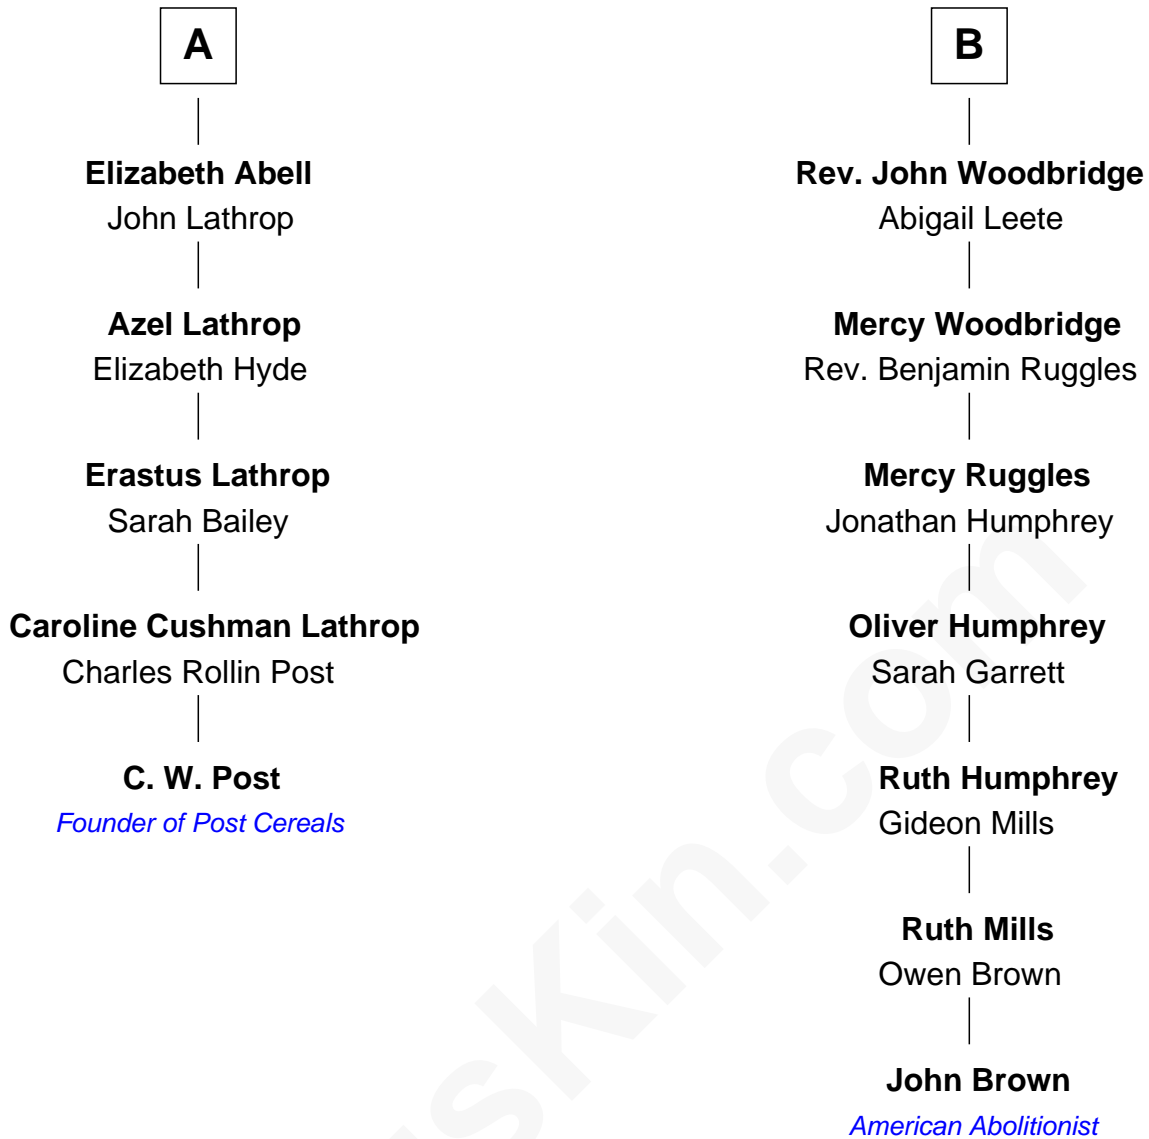 A
Elizabeth Abell
John Lathrop
Azel Lathrop
Elizabeth Hyde
Erastus Lathrop
Sarah Bailey
Caroline Cushman Lathrop
Charles Rollin Post
C. W. Post
Founder of Post Cereals
B
Rev. John Woodbridge
Abigail Leete
Mercy Woodbridge
Rev. Benjamin Ruggles
Mercy Ruggles
Jonathan Humphrey
Oliver Humphrey
Sarah Garrett
Ruth Humphrey
Gideon Mills
Ruth Mills
Owen Brown
John Brown
American Abolitionist
sKin.com